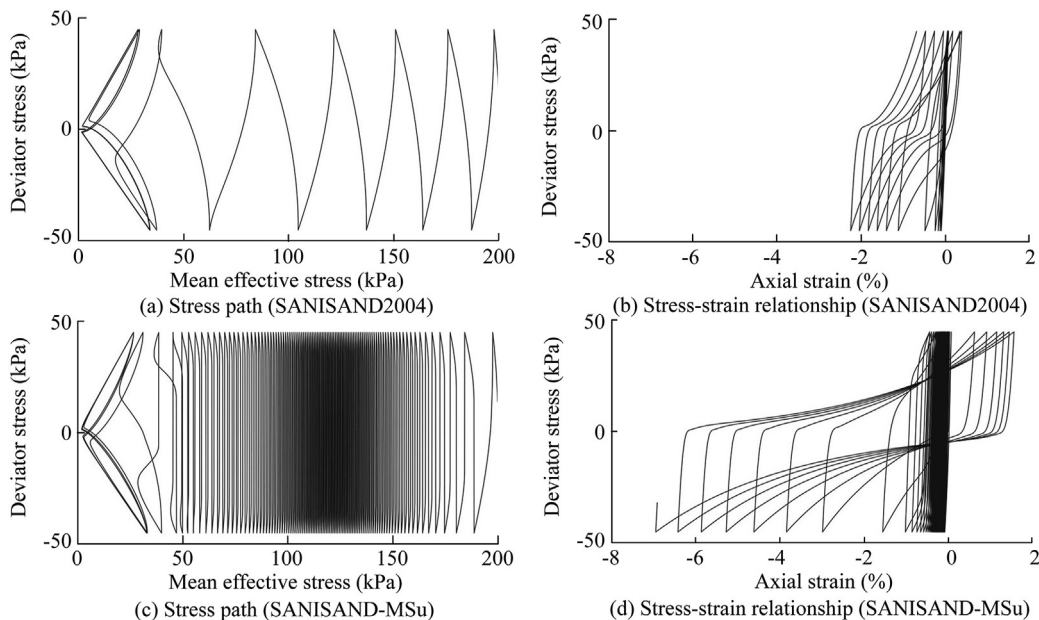 50
0
-50
Deviator stress (kPa)
0
50
100
150
200
Mean effective stress (kPa)
(a) Stress path (SANISAND2004)
50
0
-50
Deviator stress (kPa)
-8
-6
-4
-2
0
2
Axial strain (%)
(b) Stress-strain relationship (SANISAND2004)
50
0
-50
Deviator stress (kPa)
0
50
100
150
200
Mean effective stress (kPa)
(c) Stress path (SANISAND-MSu)
50
0
-50
Deviator stress (kPa)
-8
-6
-4
-2
0
2
Axial strain (%)
(d) Stress-strain relationship (SANISAND-MSu)